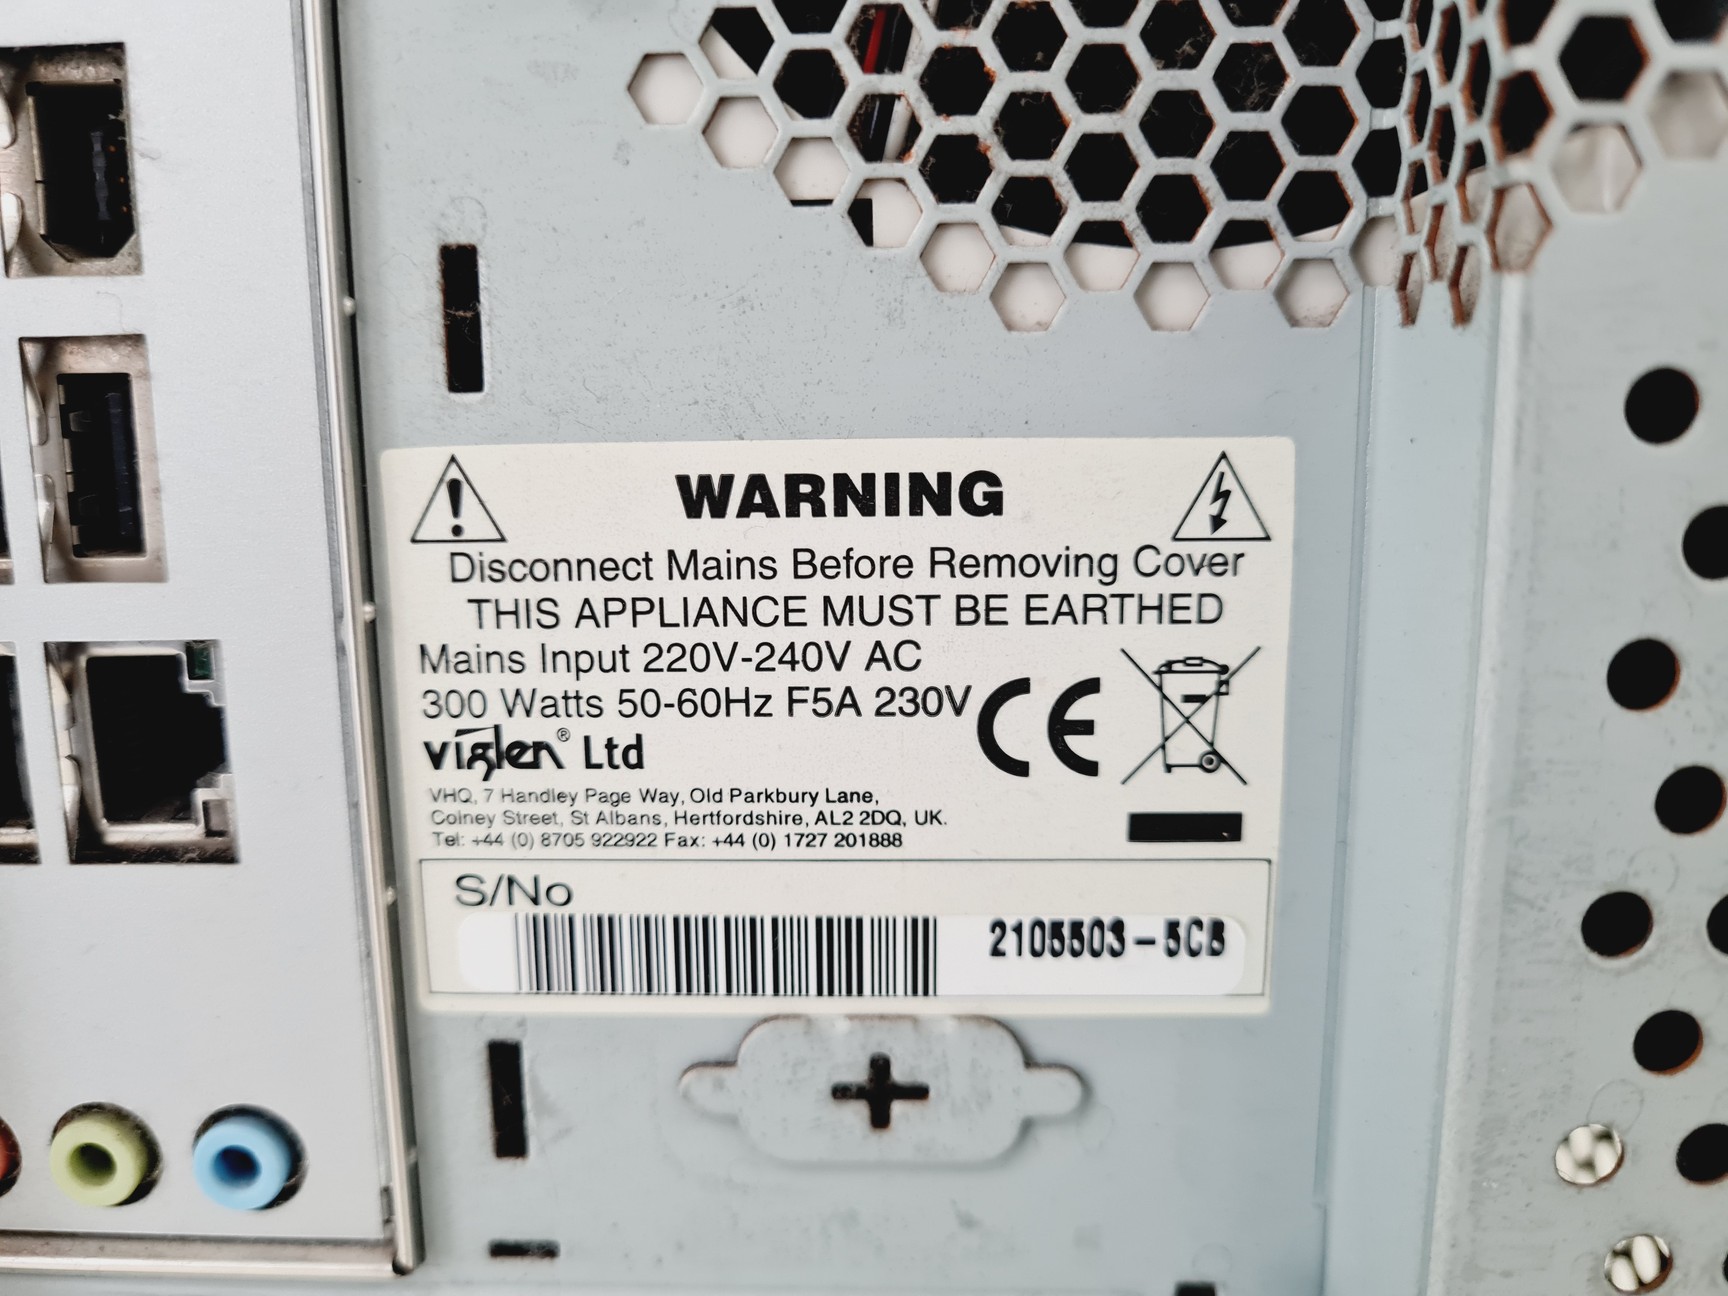 WARNING
Disconnect Mains Before Removing Cover
THIS APPLIANCE MUST BE EARTHED
Mains Input 220V-240V AC
300 Watts 50-60Hz F5A 230V
CE
viglen® Ltd
VHQ, 7 Handley Page Way, Old Parkbury Lane,
Colney Street, St Albans, Hertfordshire, AL2 2DQ, UK.
Tel: +44 (0) 8705 922922 Fax: +44 (0) 1727 201888
S/No
2105503-5CB